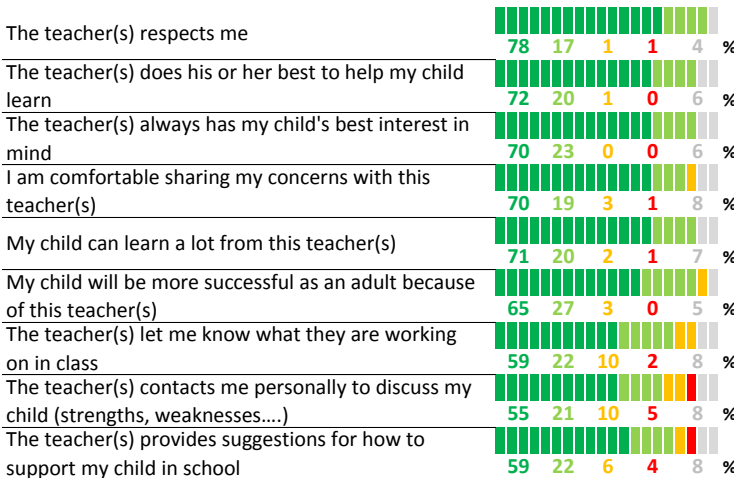 The teacher(s) respects me
78 17 1 1 4 %
The teacher(s) does his or her best to help my child
learn
72 20 1 0 6 %
The teacher(s) always has my child's best interest in
mind
70 23 0 0 6 %
I am comfortable sharing my concerns with this
teacher(s)
70 19 3 1 8 %
My child can learn a lot from this teacher(s)
71 20 2 1 7 %
My child will be more successful as an adult because
of this teacher(s)
65 27 3 0 5 %
The teacher(s) let me know what they are working
on in class
59 22 10 2 8 %
The teacher(s) contacts me personally to discuss my
child (strengths, weaknesses….)
55 21 10 5 8 %
The teacher(s) provides suggestions for how to
support my child in school
59 22 6 4 8 %